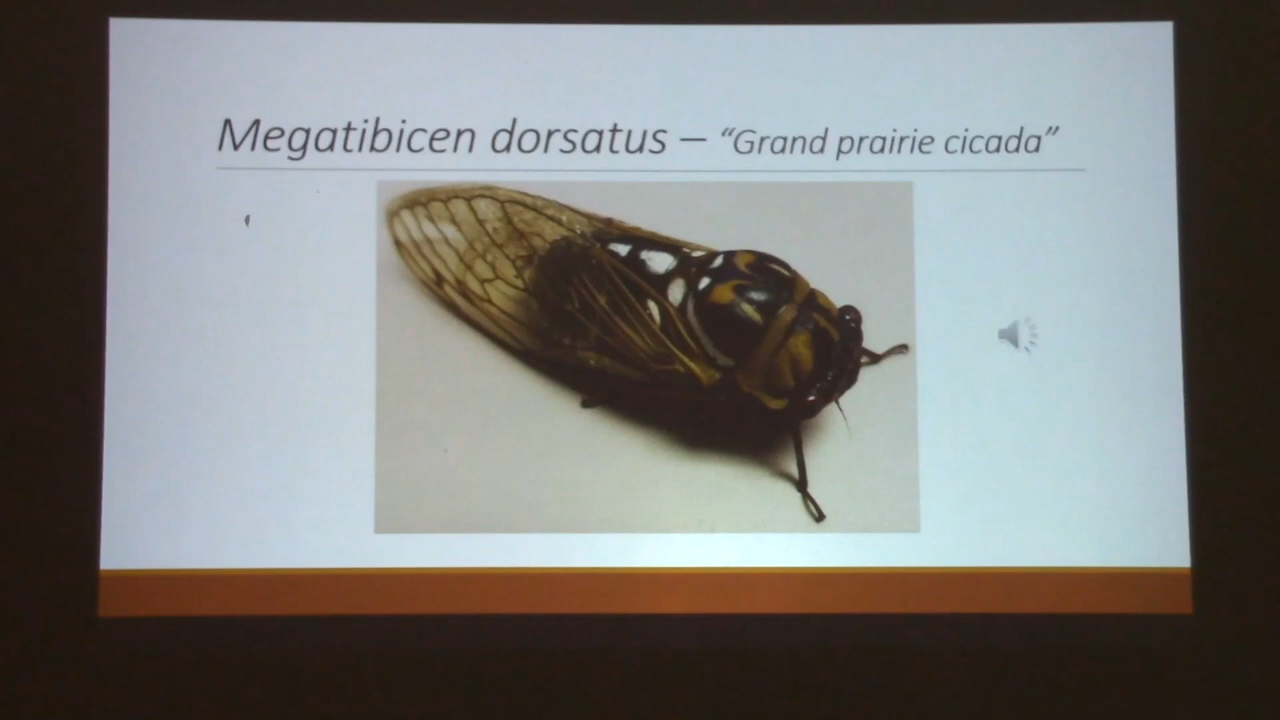 Megatibicen dorsatus – “Grand prairie cicada”